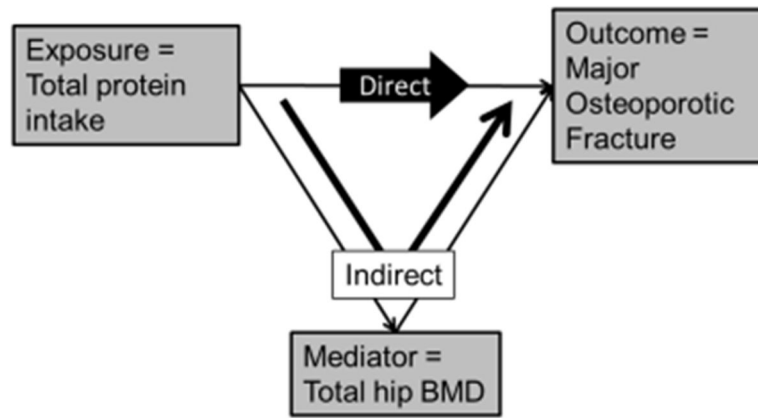 Exposure =
Total protein
intake
Direct
Outcome =
Major
Osteoporotic
Fracture
Indirect
Mediator =
Total hip BMD